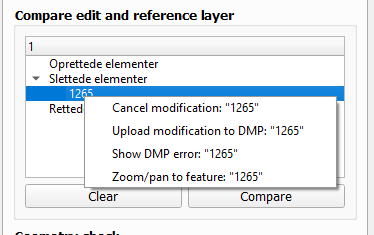 Compare edit and reference layer
1
Oprettede elementer
Slettede elementer
1265
Cancel modification: "1265"
Retted
Upload modification to DMP: "1265"
Show DMP error: "1265"
Zoom/pan to feature: "1265"
Clear
Compare
Geometry check